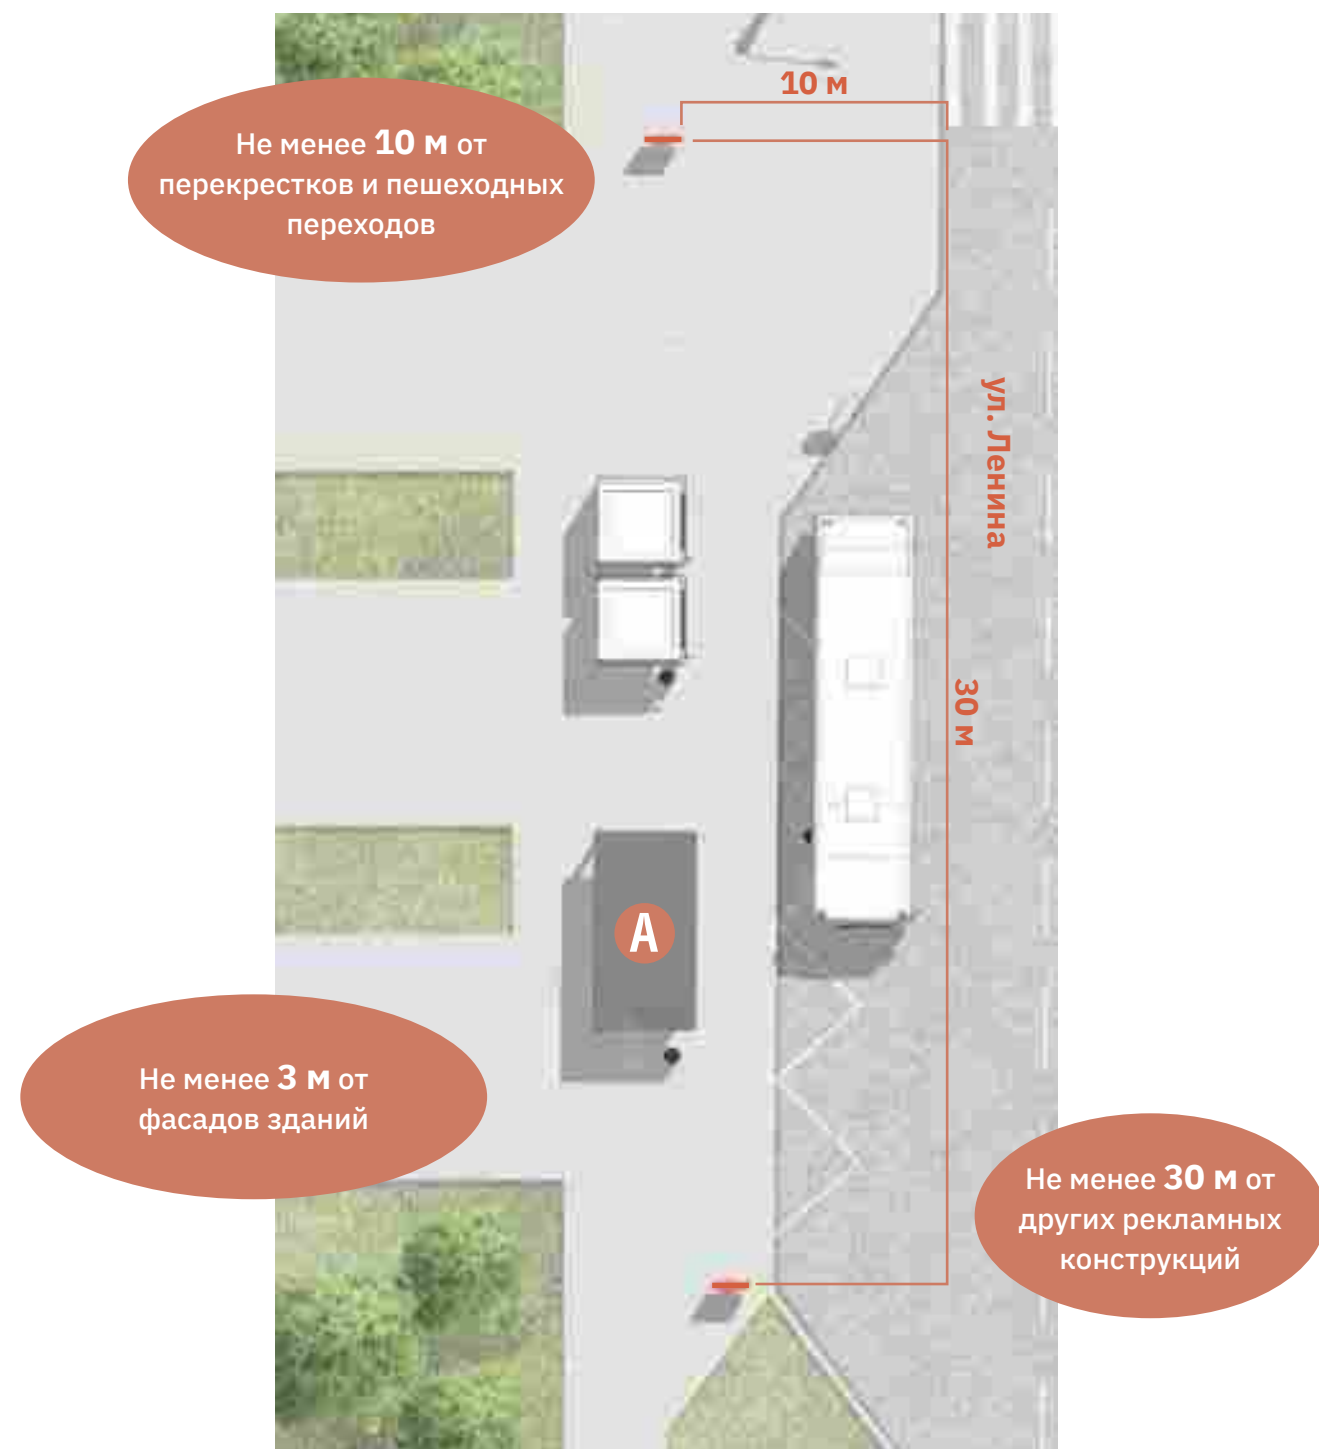 10 м
Не менее 10 м от
перекрестков и пешеходных
переходов
ул. Ленина
30 м
А
Не менее 3 м от
фасадов зданий
Не менее 30 м от
других рекламных
конструкций